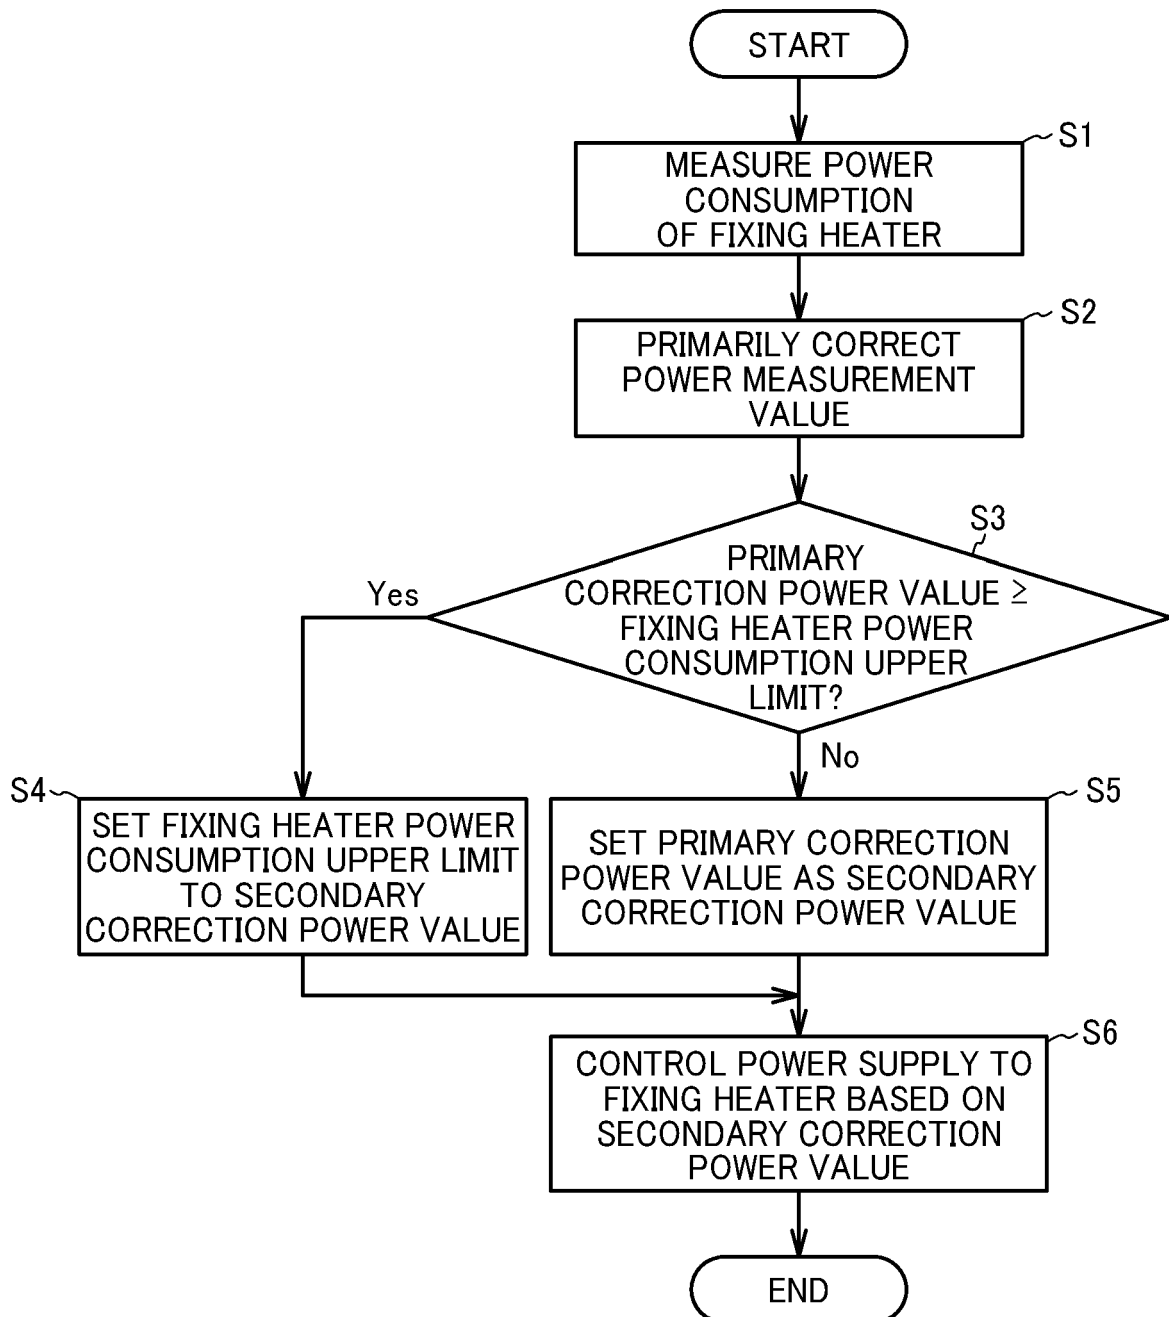 START
S1
MEASURE POWER
CONSUMPTION
OF FIXING HEATER
S2
PRIMARILY CORRECT
POWER MEASUREMENT
VALUE
S3
PRIMARY
CORRECTION POWER VALUE ≥
FIXING HEATER POWER
CONSUMPTION UPPER
LIMIT?
Yes
No
S4
SET FIXING HEATER POWER
CONSUMPTION UPPER LIMIT
TO SECONDARY
CORRECTION POWER VALUE
S5
SET PRIMARY CORRECTION
POWER VALUE AS SECONDARY
CORRECTION POWER VALUE
S6
CONTROL POWER SUPPLY TO
FIXING HEATER BASED ON
SECONDARY CORRECTION
POWER VALUE
END